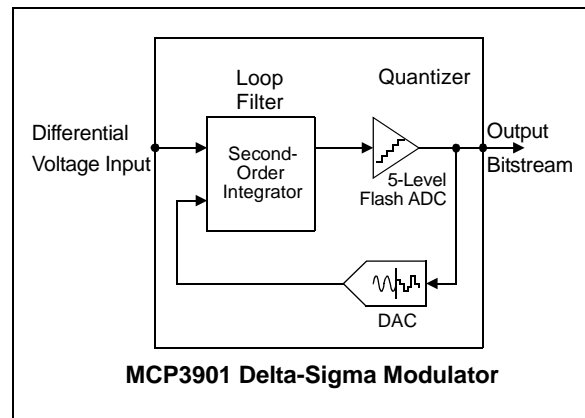 Loop
Filter
Quantizer
Differential
Voltage Input
Second-
Order
Integrator
Output
Bitstream
5-Level
Flash ADC
DAC
MCP3901 Delta-Sigma Modulator